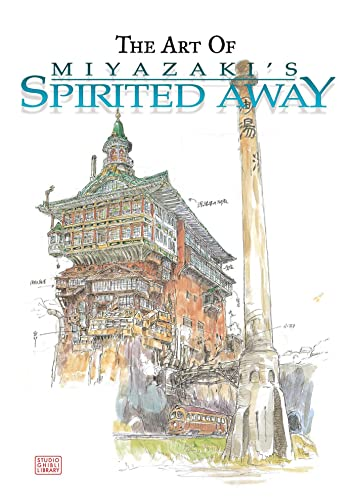 THE ART OF
MIYAZAKI'S
SPIRITED AWAY
STUDIO
GHIBLI
LIBRARY